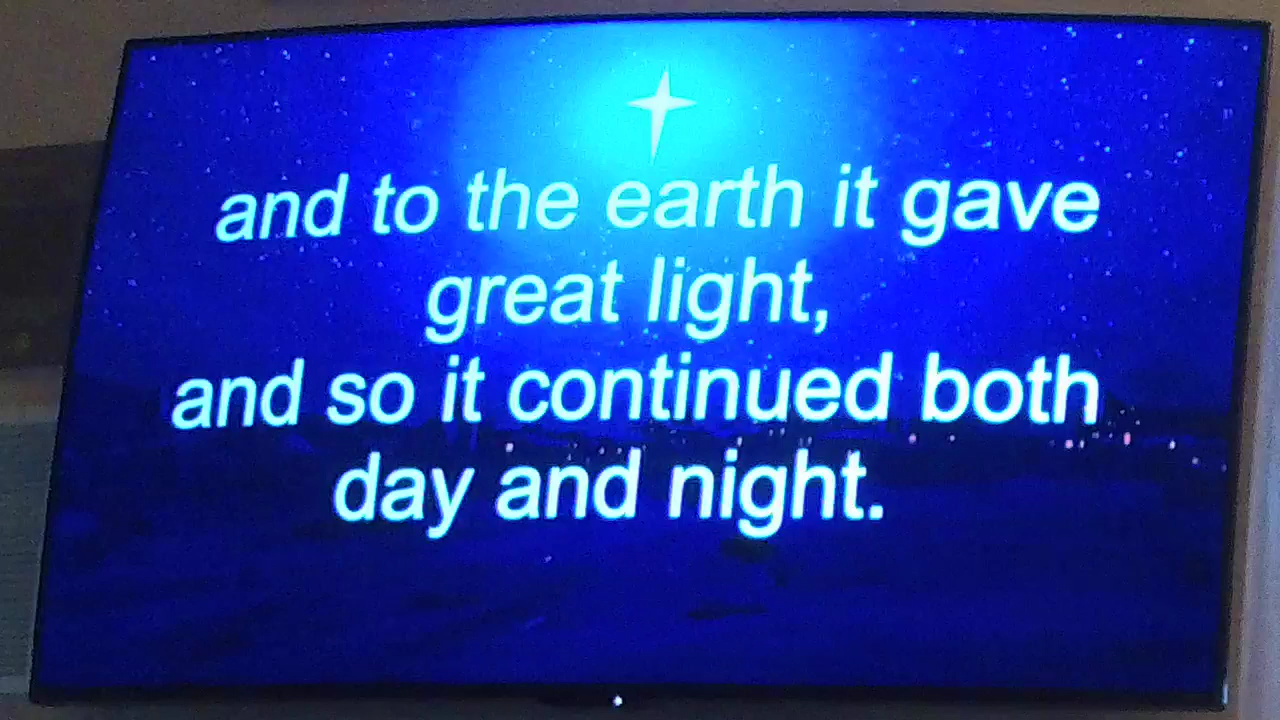 and to the earth it gave
great light,
and so it continued both
day and night.